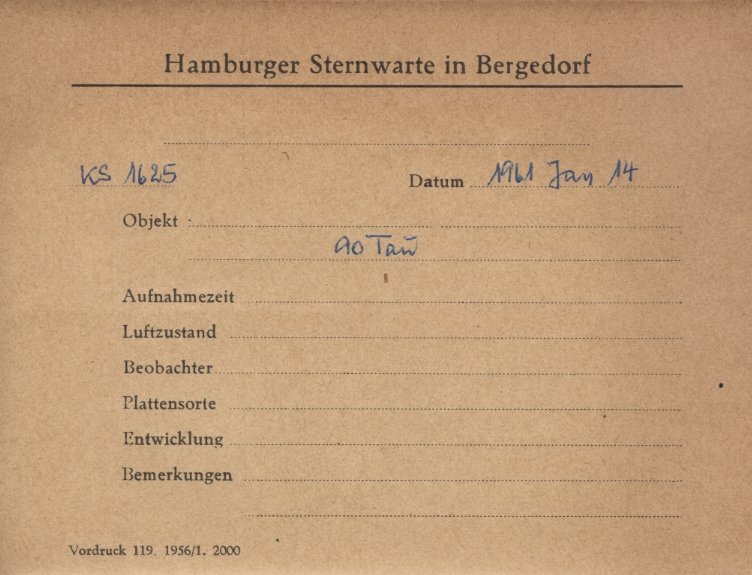 Hamburger Sternwarte in Bergedorf
KS 1625 Datum 1961 Jan 14
Objekt
90 Tau
Aufnahmezeit
Luftzustand
Beobachter
Plattensorte
Entwicklung
Bemerkungen
Vordruck 119. 1956/1. 2000